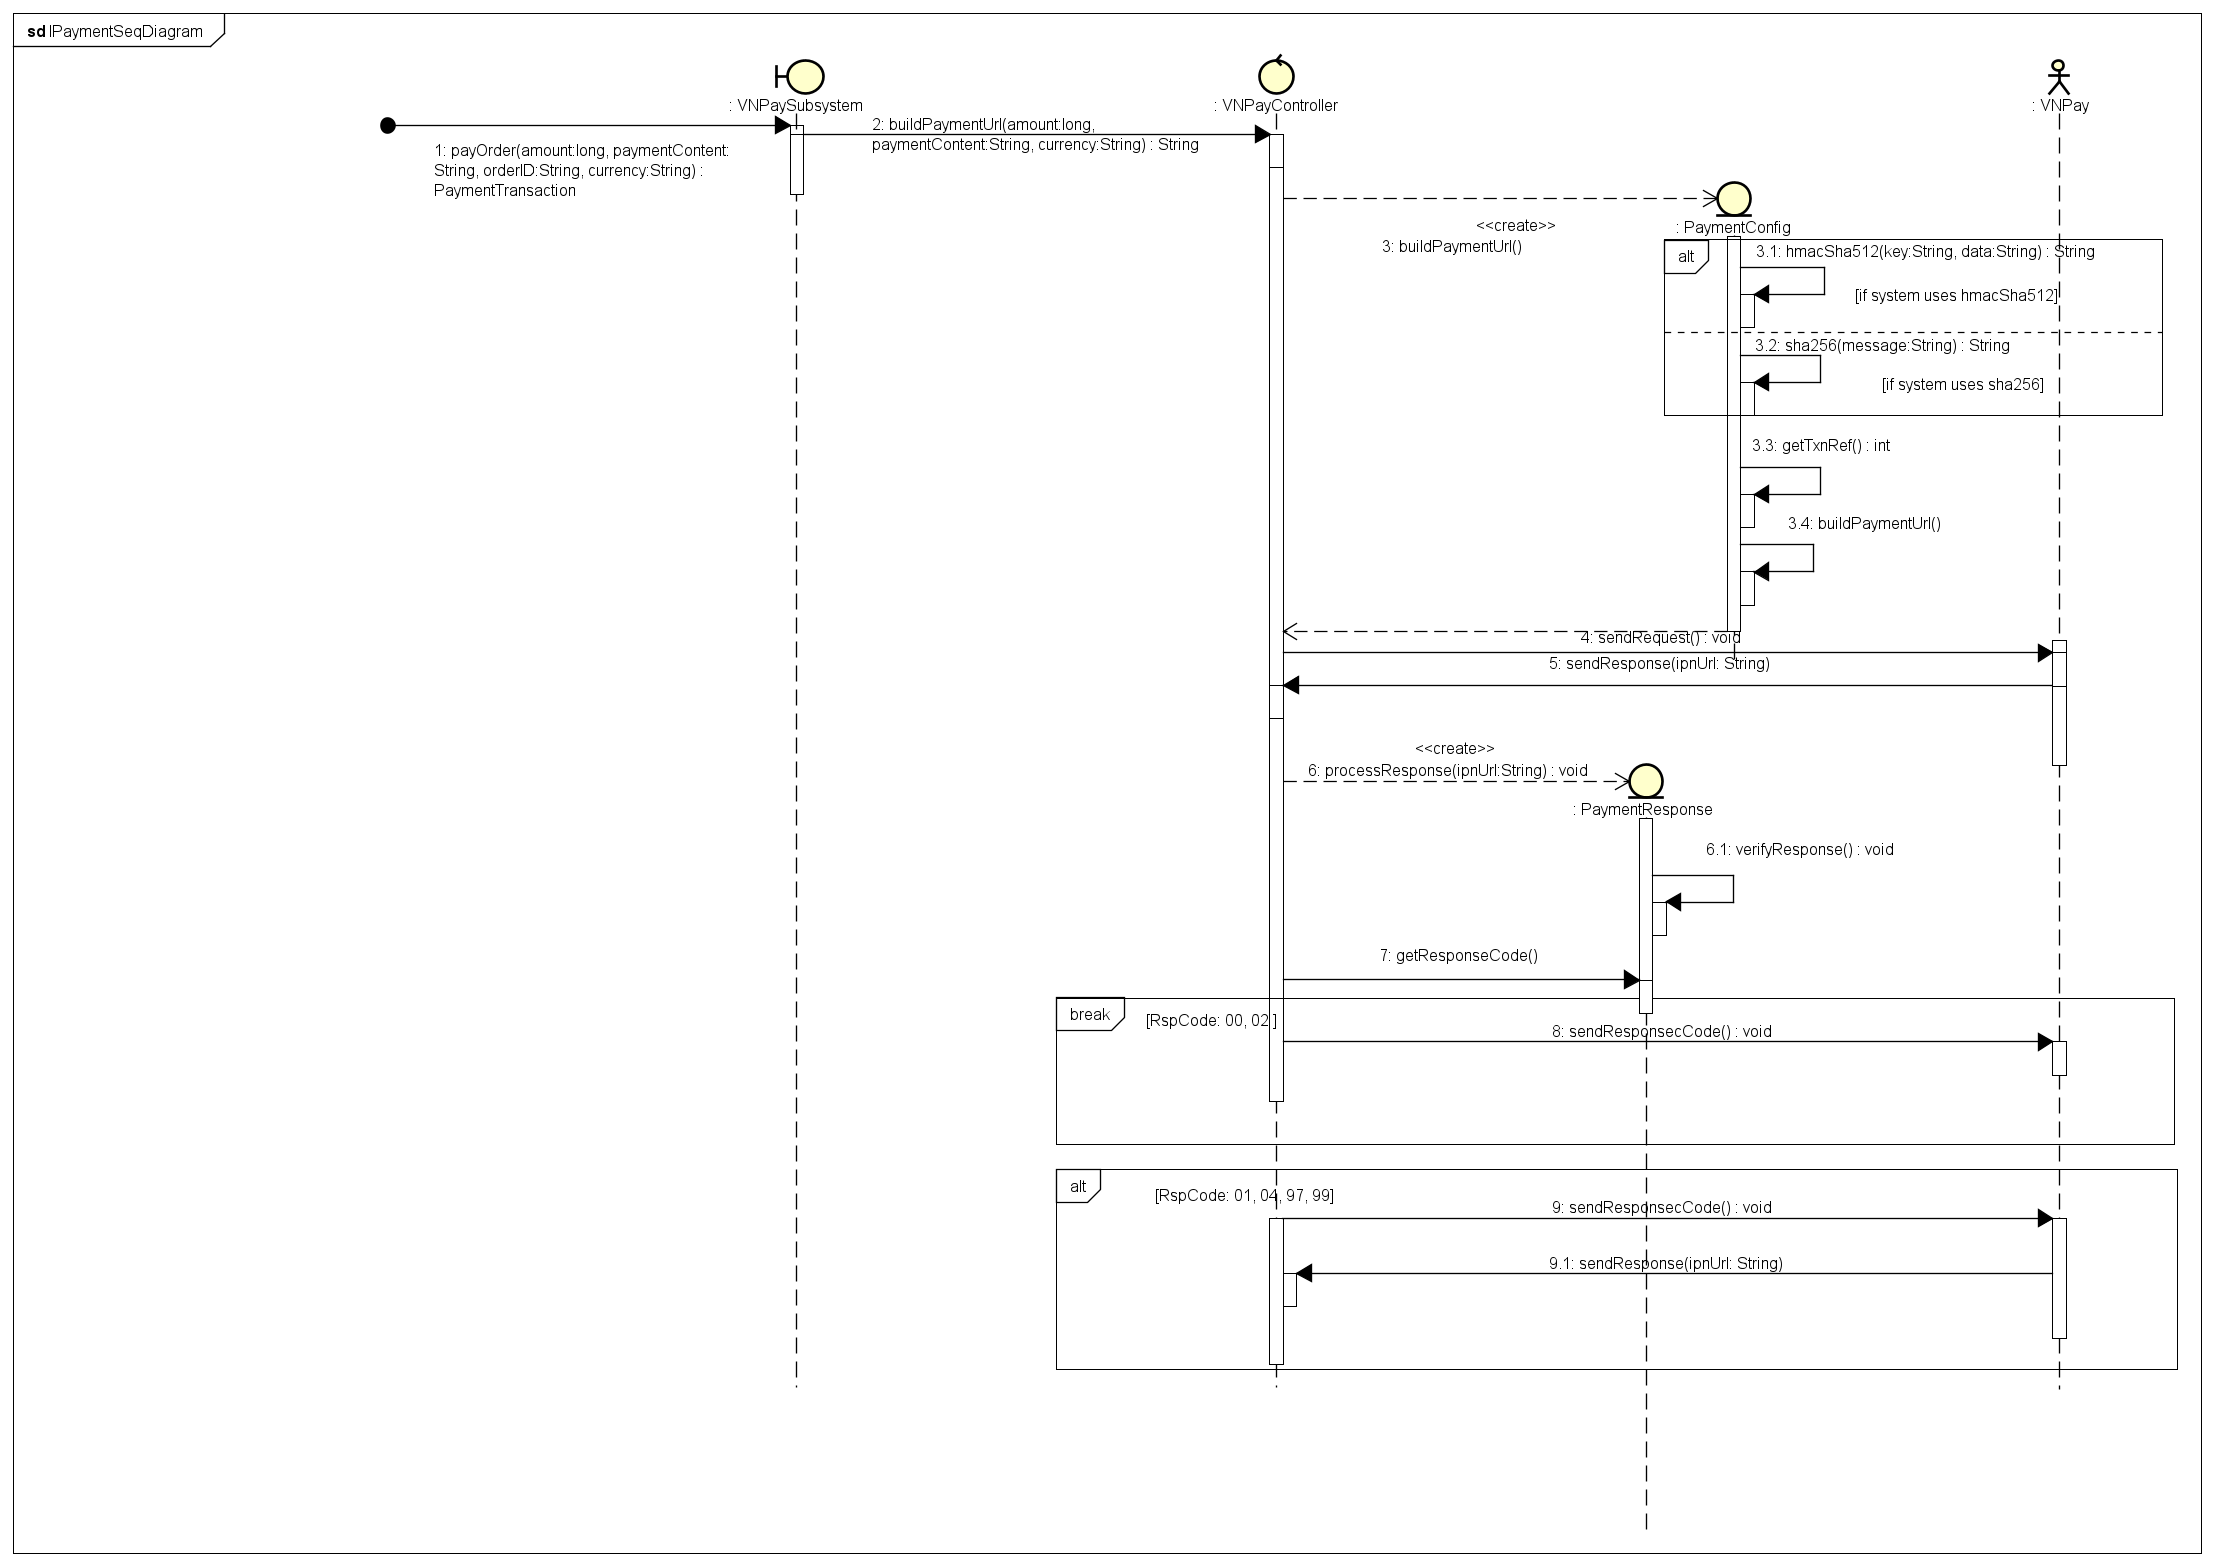 sd IPaymentSeqDiagram
: VNPaySubsystem
: VNPayController
: VNPay
1: payOrder(amount:long, paymentContent:
String, orderID:String, currency:String) :
PaymentTransaction
2: buildPaymentUrl(amount:long,
paymentContent:String, currency:String) : String
<<create>>
3: buildPaymentUrl()
: PaymentConfig
alt
3.1: hmacSha512(key:String, data:String) : String
[if system uses hmacSha512]
3.2: sha256(message:String) : String
[if system uses sha256]
3.3: getTxnRef() : int
3.4: buildPaymentUrl()
4: sendRequest() : void
5: sendResponse(ipnUrl: String)
<<create>>
6: processResponse(ipnUrl:String) : void
: PaymentResponse
6.1: verifyResponse() : void
7: getResponseCode()
break
[RspCode: 00, 02 ]
8: sendResponsecCode() : void
alt
[RspCode: 01, 04, 97, 99]
9: sendResponsecCode() : void
9.1: sendResponse(ipnUrl: String)